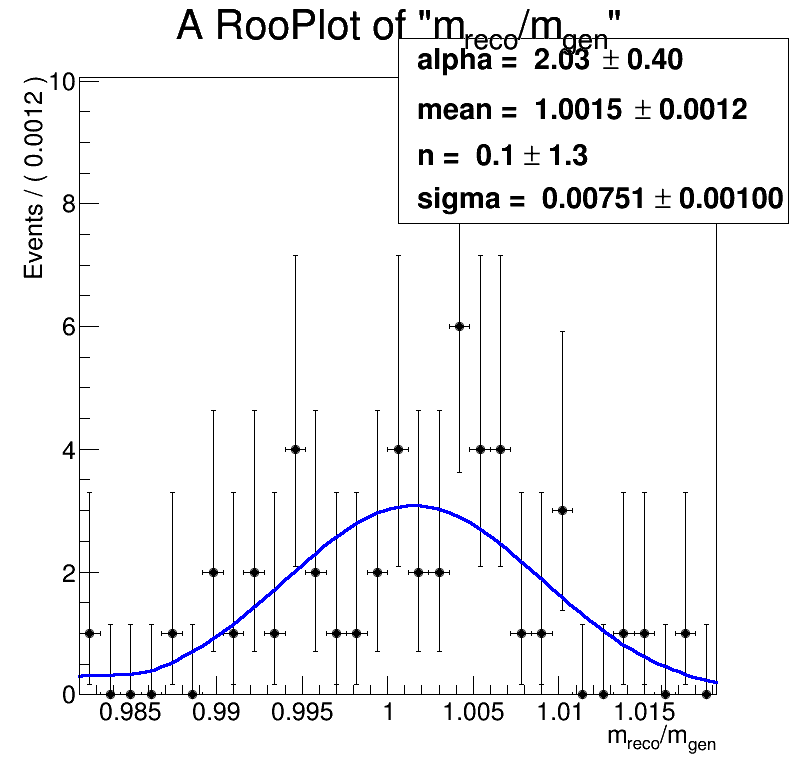 A RooPlot of "m_reco/m_gen"
alpha = 2.03 ± 0.40
mean = 1.0015 ± 0.0012
n = 0.1 ± 1.3
sigma = 0.00751 ± 0.00100
Events / ( 0.0012 )
10
8
6
4
2
0
0.985 0.99 0.995 1 1.005 1.01 1.015
m_reco/m_gen